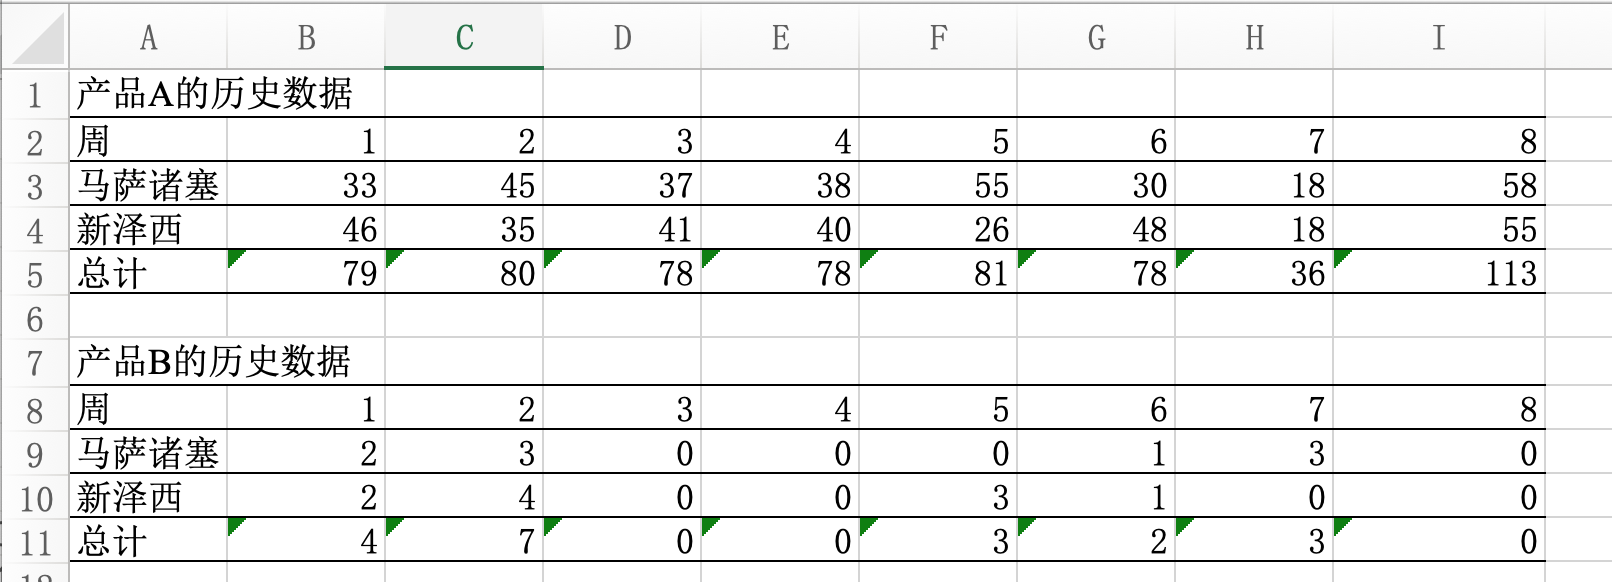 A B C D E F G H I
1 产品A的历史数据
2 周 1 2 3 4 5 6 7 8
3 马萨诸塞 33 45 37 38 55 30 18 58
4 新泽西 46 35 41 40 26 48 18 55
5 总计 79 80 78 78 81 78 36 113
6
7 产品B的历史数据
8 周 1 2 3 4 5 6 7 8
9 马萨诸塞 2 3 0 0 0 1 3 0
10 新泽西 2 4 0 0 3 1 0 0
11 总计 4 7 0 0 3 2 3 0